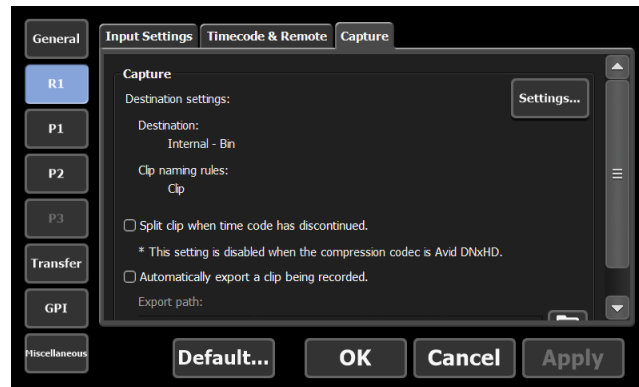 General
R1
P1
P2
P3
Transfer
GPI
Miscellaneous
Input Settings
Timecode & Remote
Capture
Capture
Settings...
Destination settings:
Destination:
Internal - Bin
Clip naming rules:
Clip
Split clip when time code has discontinued.
* This setting is disabled when the compression codec is Avid DNxHD.
Automatically export a clip being recorded.
Export path:
Default...
OK
Cancel
Apply